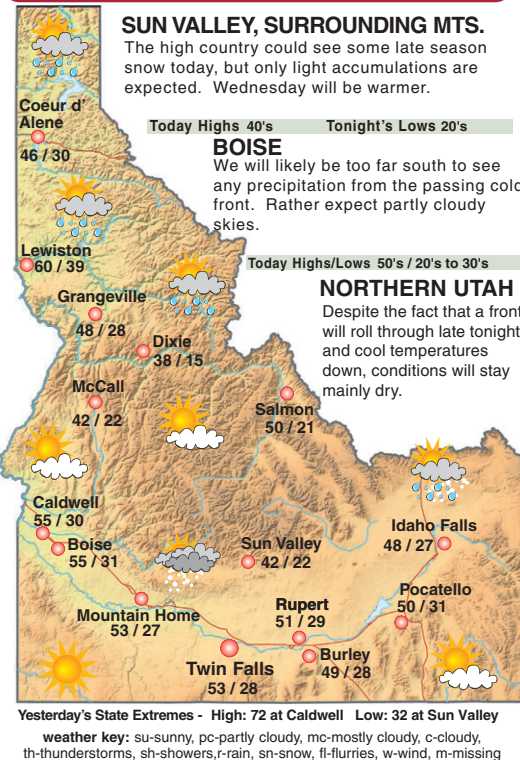 SUN VALLEY, SURROUNDING MTS.
The high country could see some late season
snow today, but only light accumulations are
expected. Wednesday will be warmer.
Today Highs 40's Tonight's Lows 20's
BOISE
We will likely be too far south to see
any precipitation from the passing cold
front. Rather expect partly cloudy
skies.
Today Highs/Lows 50's / 20's to 30's
NORTHERN UTAH
Despite the fact that a front
will roll through late tonight
and cool temperatures
down, conditions will stay
mainly dry.
Coeur d'
Alene
46 / 30
Lewiston
60 / 39
Grangeville
48 / 28
Dixie
38 / 15
McCall
42 / 22
Salmon
50 / 21
Caldwell
55 / 30
Boise
55 / 31
Sun Valley
42 / 22
Idaho Falls
48 / 27
Pocatello
50 / 31
Mountain Home
53 / 27
Rupert
51 / 29
Burley
49 / 28
Twin Falls
53 / 28
Yesterday's State Extremes - High: 72 at Caldwell Low: 32 at Sun Valley
weather key: su-sunny, pc-partly cloudy, mc-mostly cloudy, c-cloudy,
th-thunderstorms, sh-showers,r-rain, sn-snow, fl-flurries, w-wind, m-missing